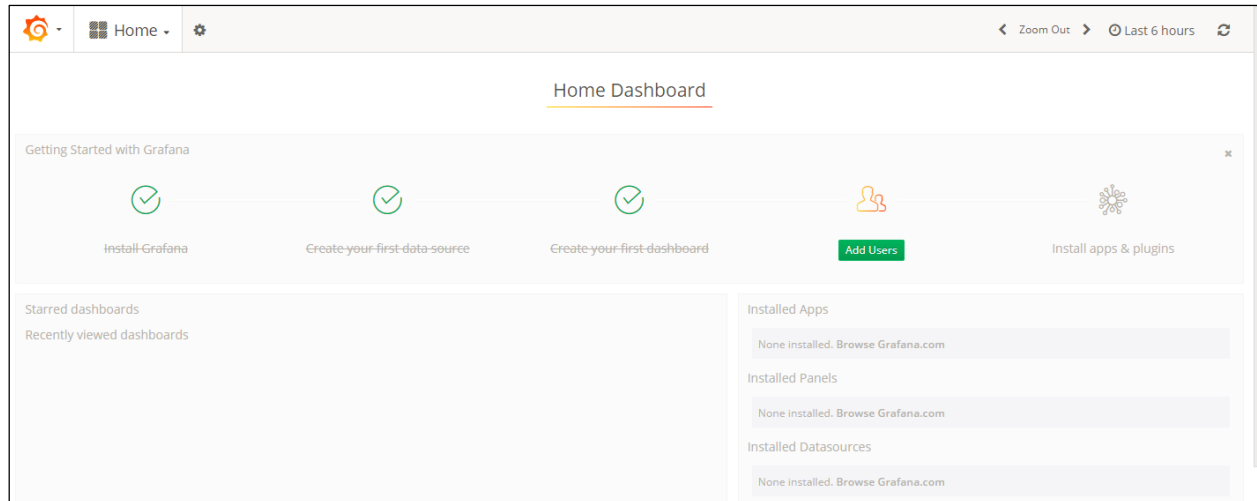 Home
Zoom Out
Last 6 hours
Home Dashboard
Getting Started with Grafana
Install Grafana
Create your first data source
Create your first dashboard
Add Users
Install apps & plugins
Starred dashboards
Recently viewed dashboards
Installed Apps
None installed. Browse Grafana.com
Installed Panels
None installed. Browse Grafana.com
Installed Datasources
None installed. Browse Grafana.com